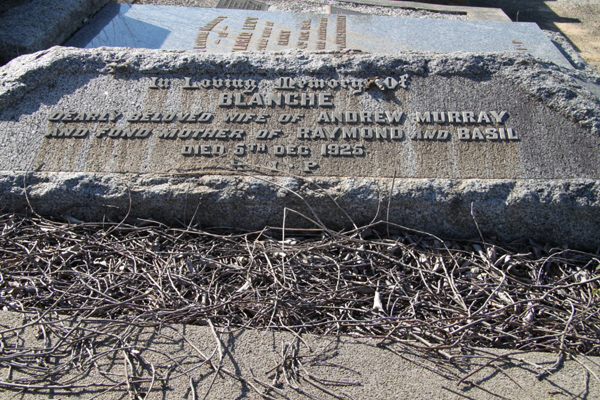 In Loving Memory Of
BLANCHE
DEARLY BELOVED WIFE OF ANDREW MURRAY
AND FOND MOTHER OF RAYMOND AND BASIL
DIED 5TH DEC 1925
R.I.P